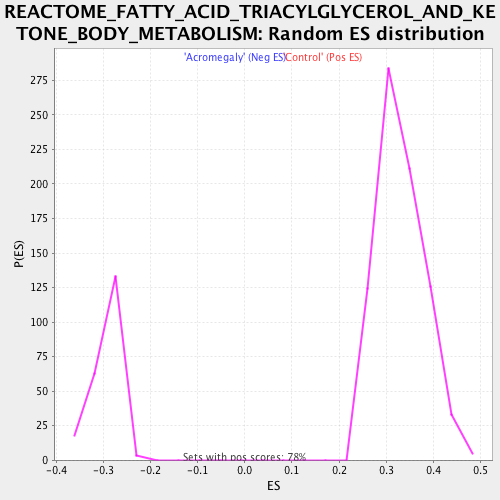 REACTOME_FATTY_ACID_TRIACYLGLYCEROL_AND_KE
TONE_BODY_METABOLISM: Random ES distribution
'Acromegaly' (Neg ES)
'Control' (Pos ES)
275
250
225
200
175
150
125
100
75
50
25
0
P(ES)
Sets with pos scores: 78%
-0.4 -0.3 -0.2 -0.1 0.0 0.1 0.2 0.3 0.4 0.5
ES